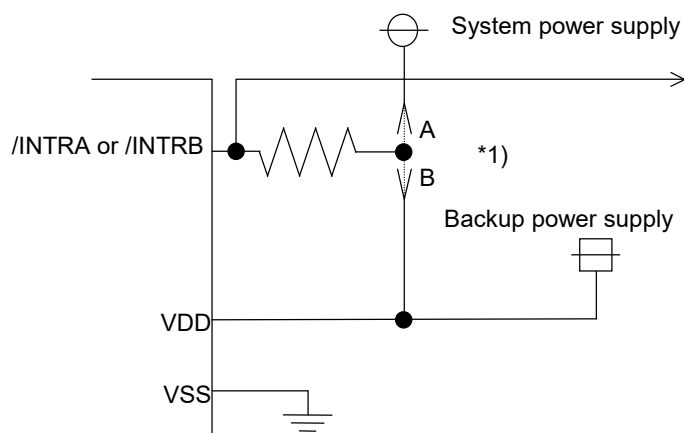 System power supply
A
/INTRA or /INTRB
*1)
B
Backup power supply
VDD
VSS